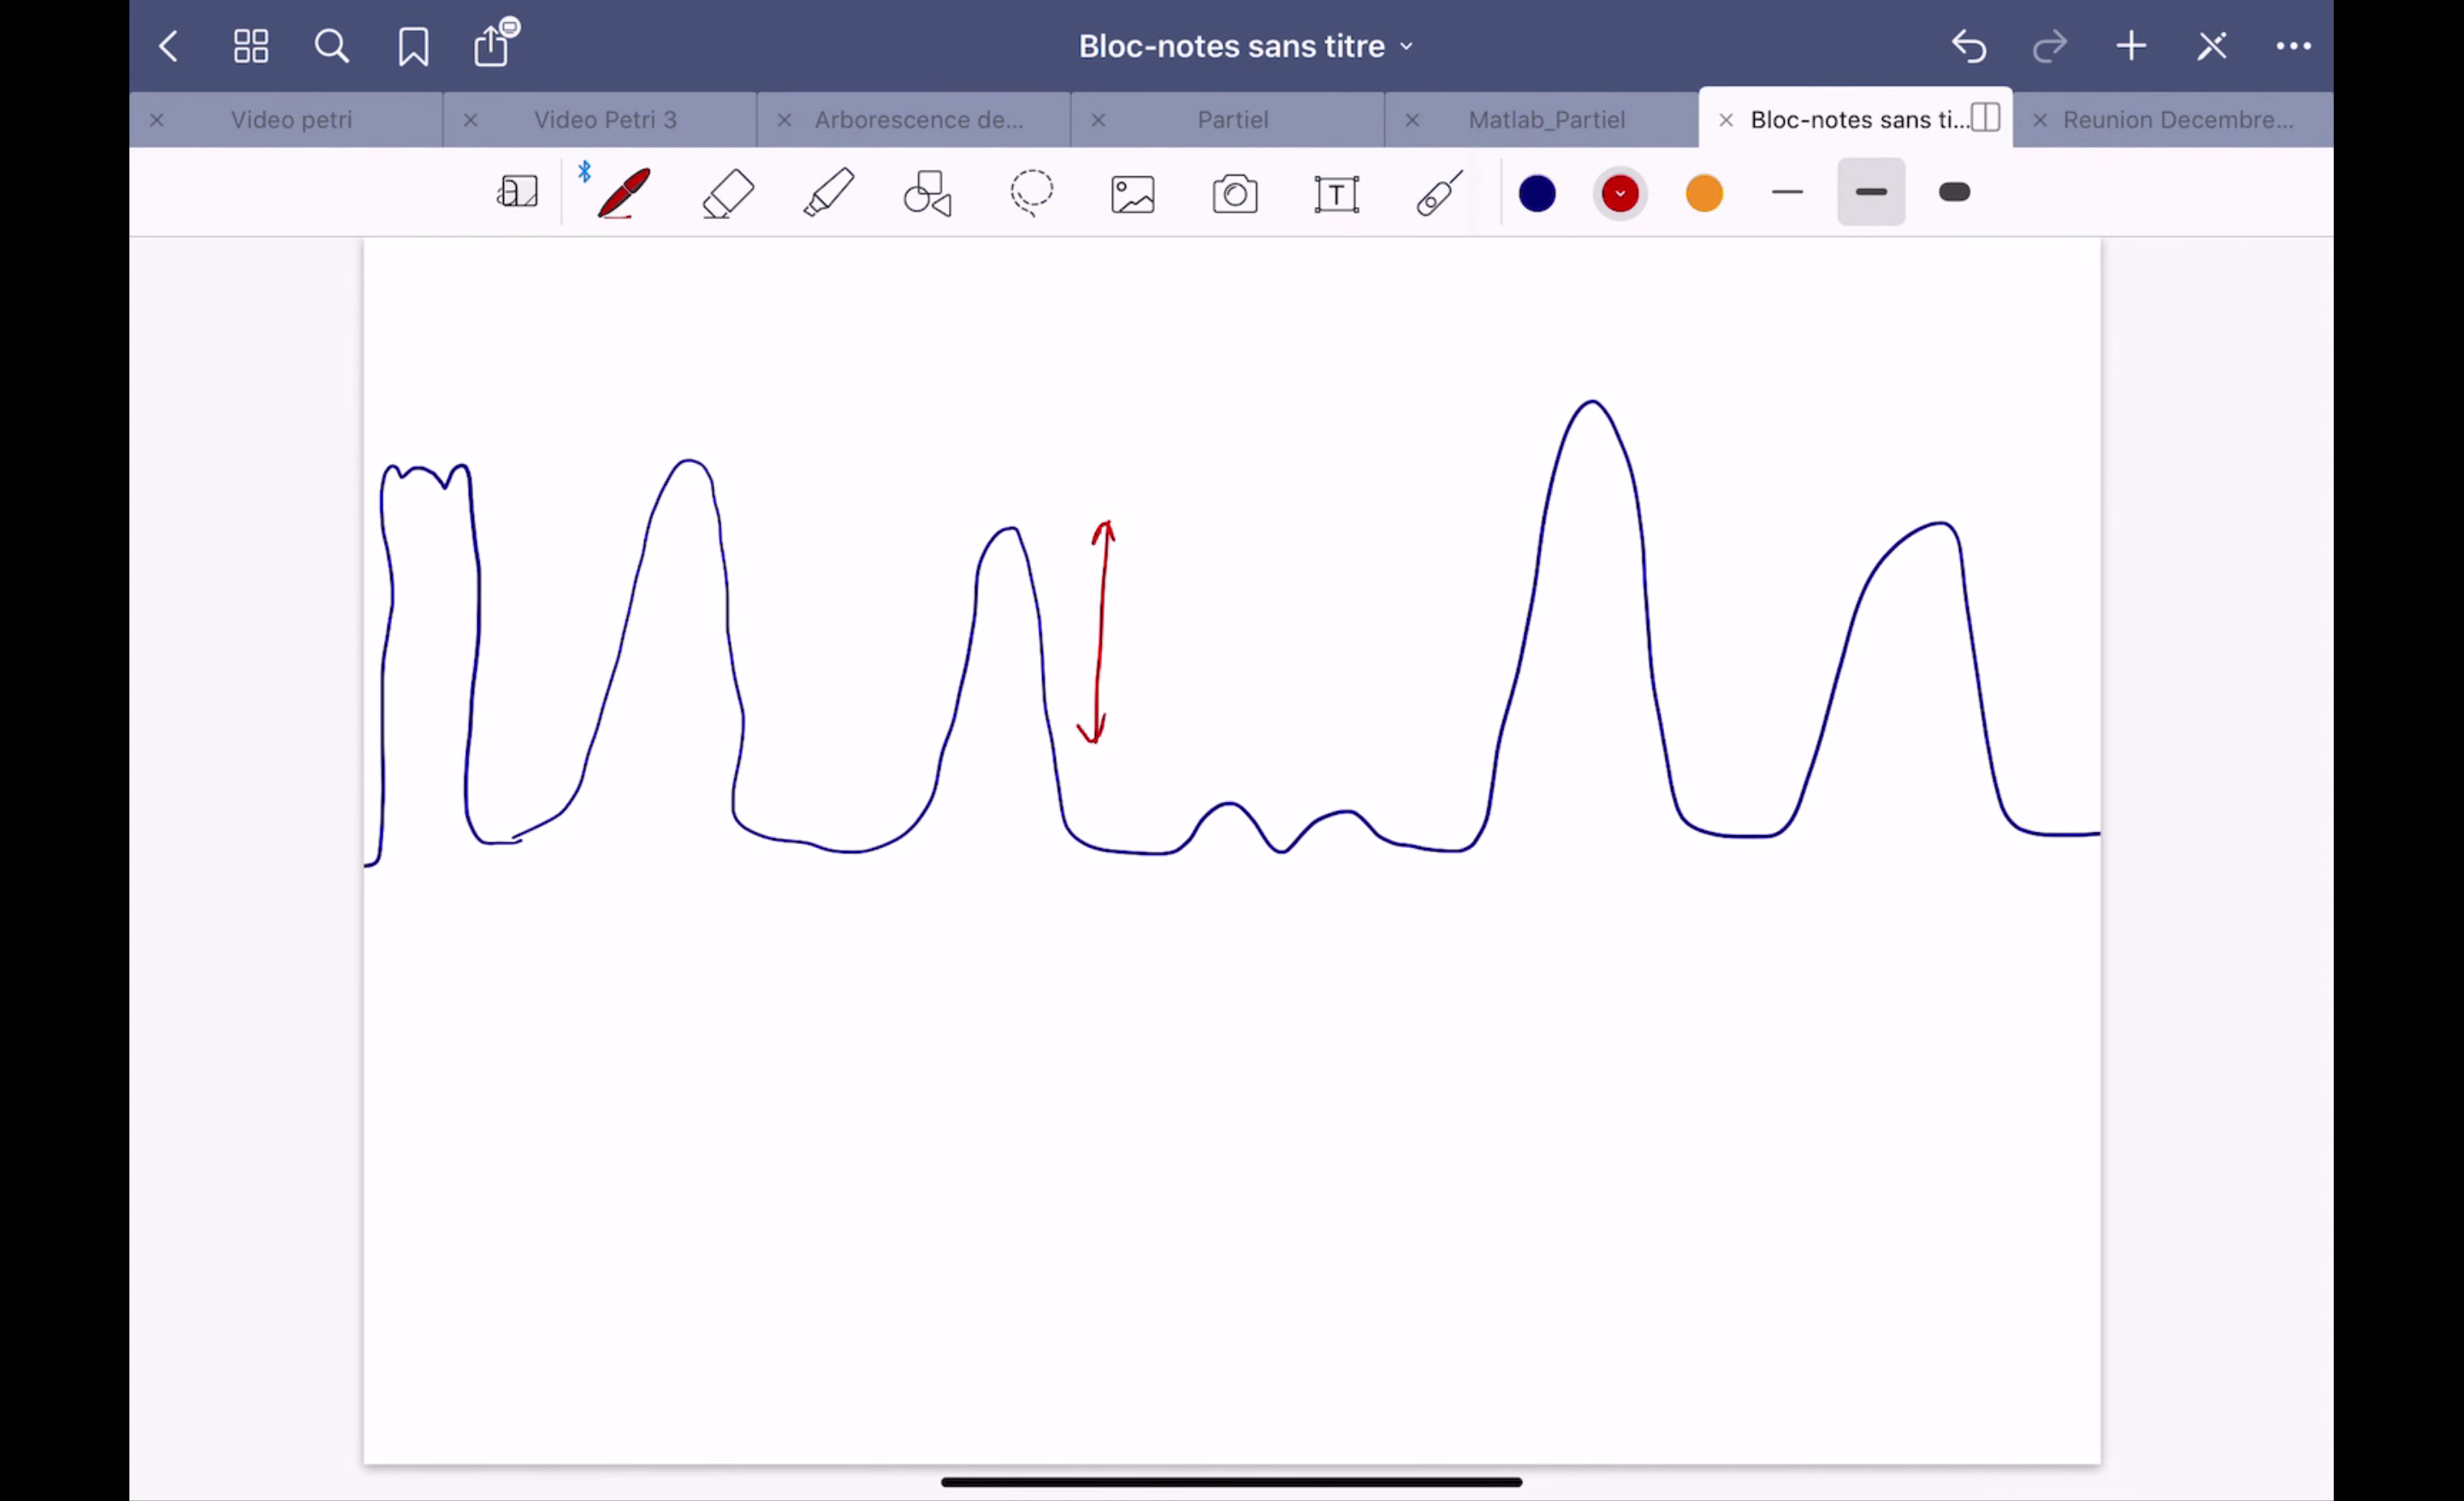 Bloc-notes sans titre
Video petri
Video Petri 3
Arborescence de...
Partiel
Matlab_Partiel
Bloc-notes sans ti...
Reunion Decembre...
a
T